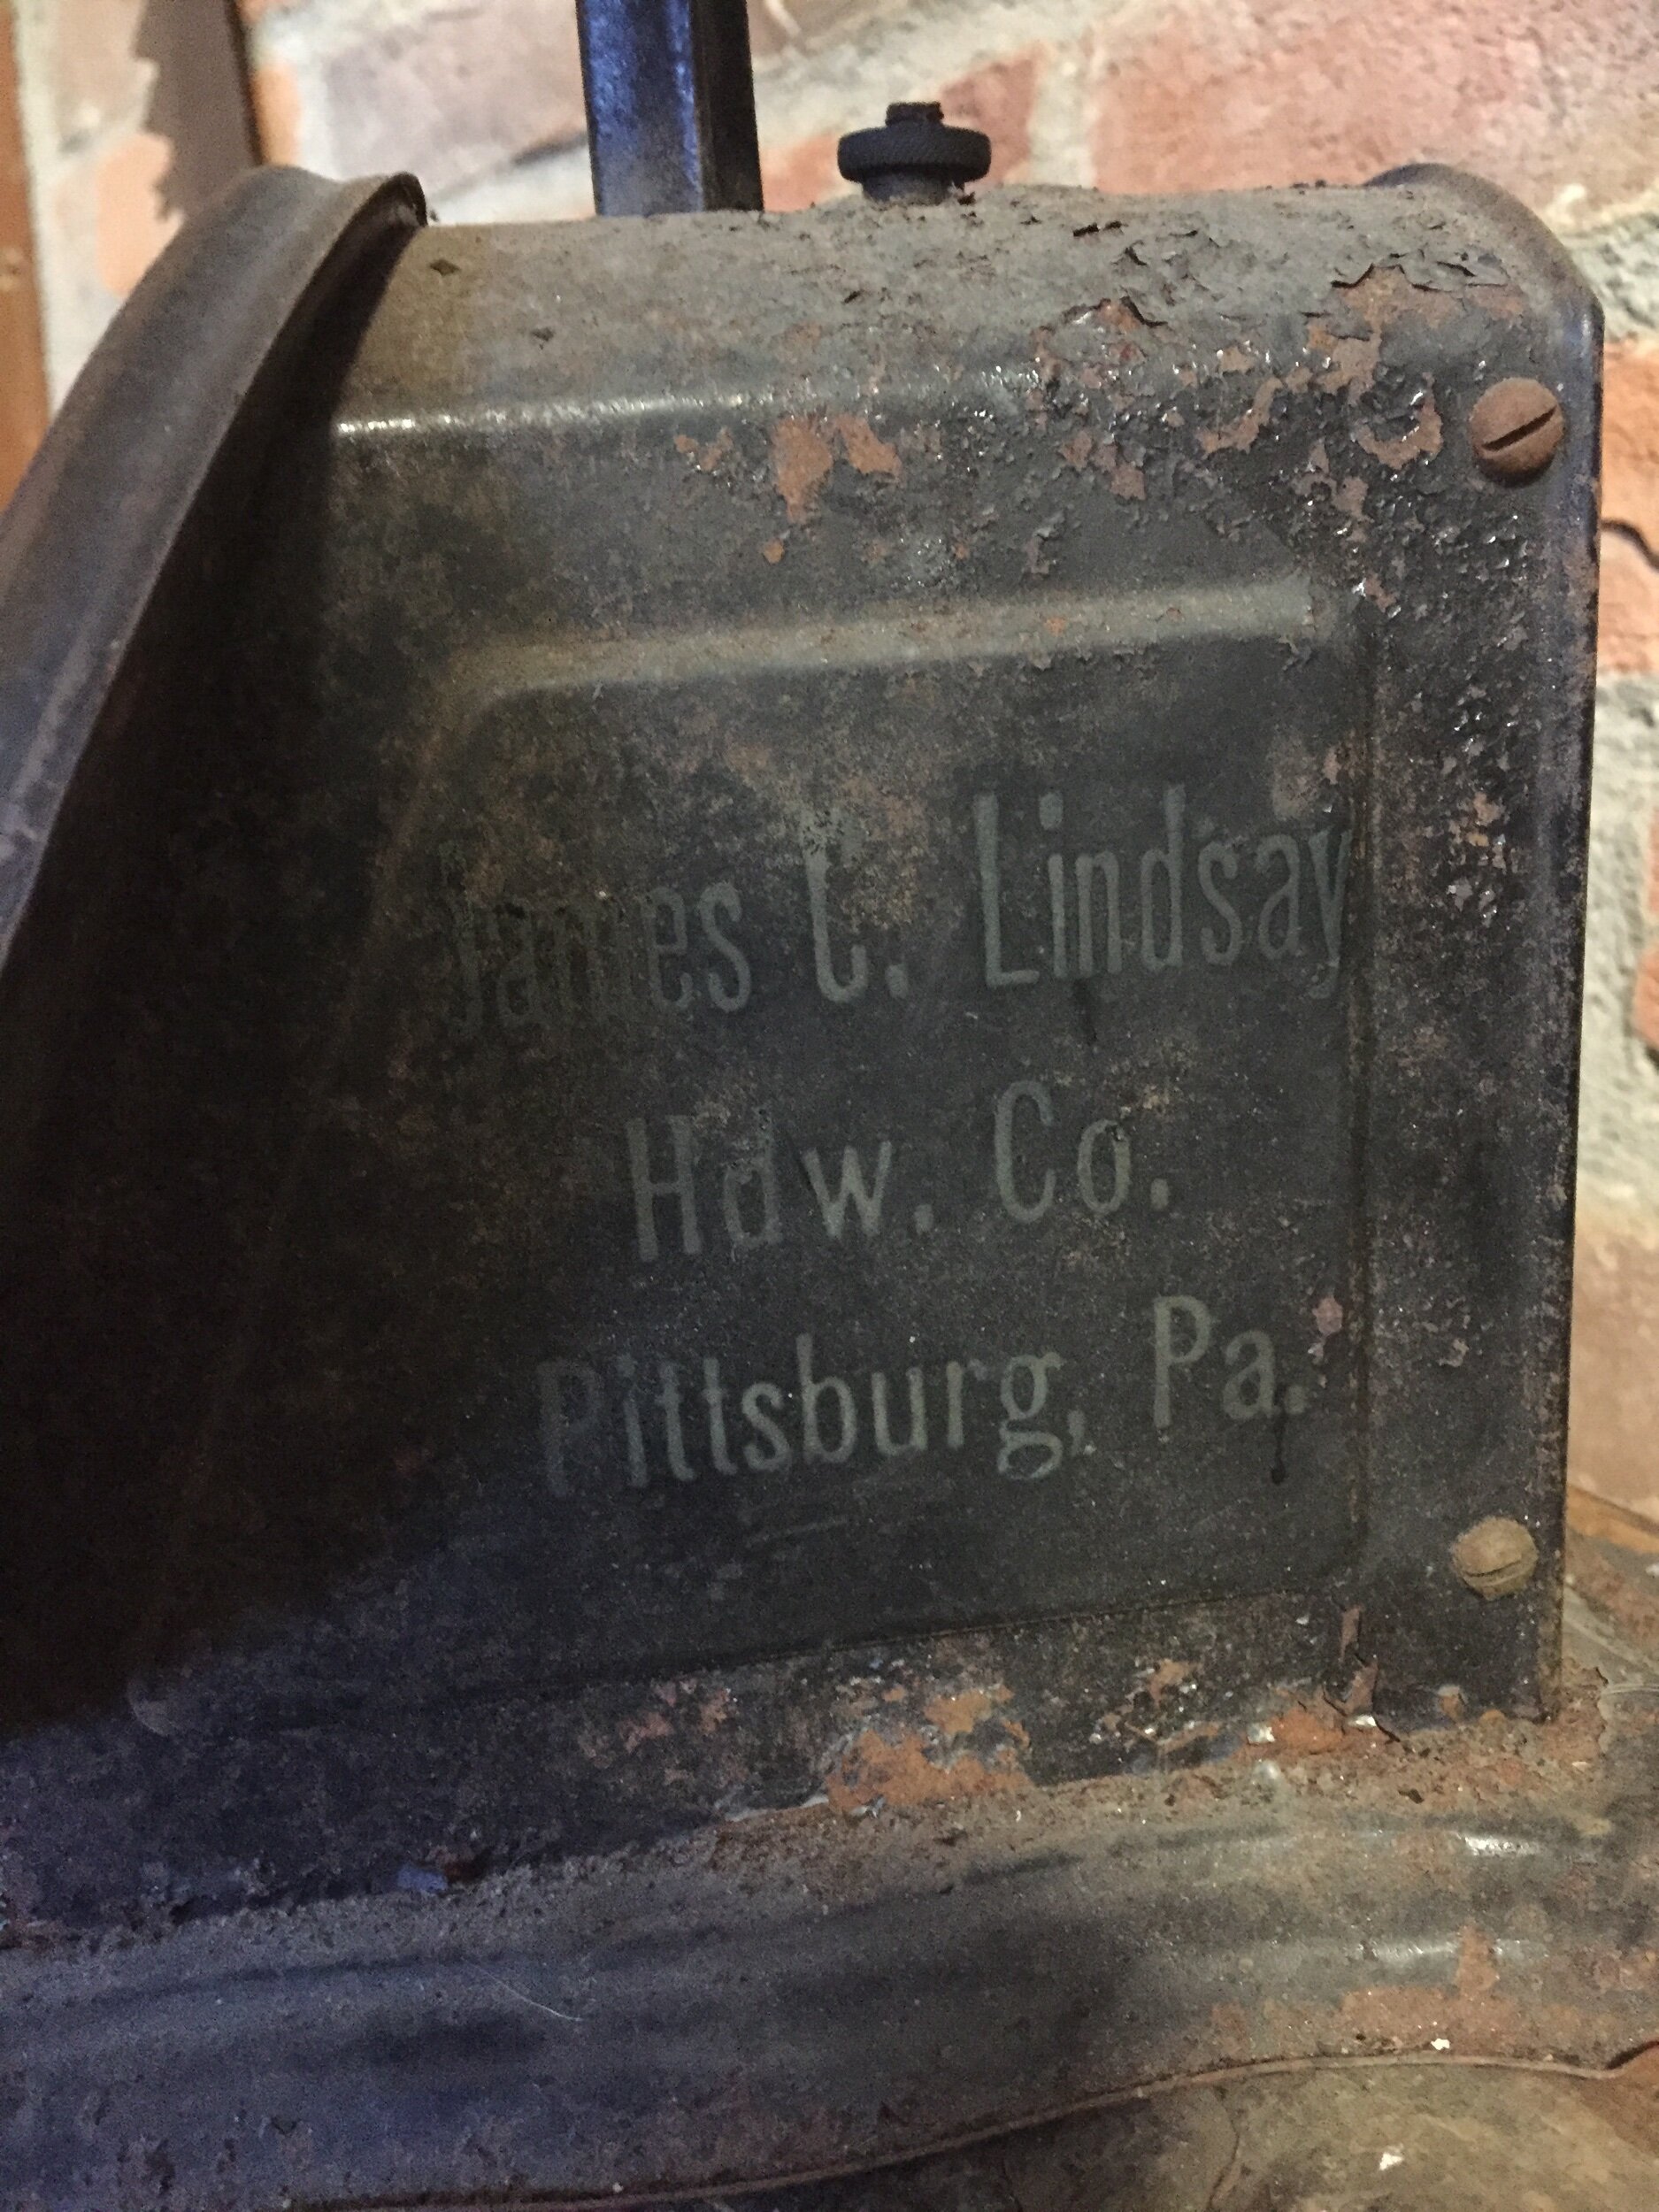 James C. Lindsay
Hdw. Co.
Pittsburg, Pa.